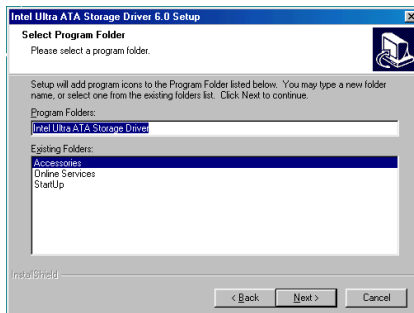 Intel Ultra ATA Storage Driver 6.0 Setup
Select Program Folder
Please select a program folder.
Setup will add program icons to the Program Folder listed below. You may type a new folder
name, or select one from the existing folders list. Click Next to continue.
Program Folders:
Intel Ultra ATA Storage Driver
Existing Folders:
Accessories
Online Services
StartUp
InstallShield
< Back
Next >
Cancel